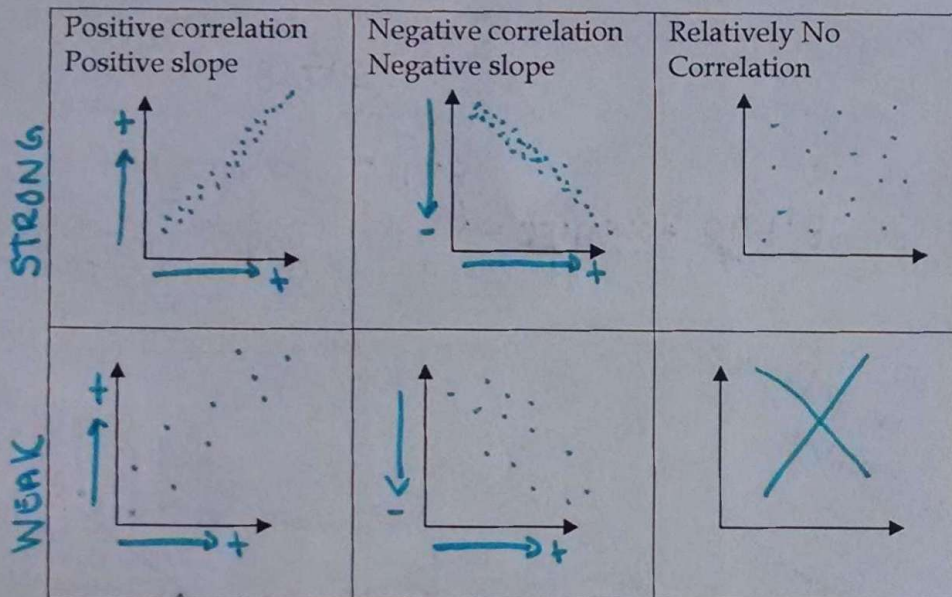 Positive correlation
Positive slope
Negative correlation
Negative slope
Relatively No
Correlation
STRONG
+
+
-
+
WEAK
+
+
-
+